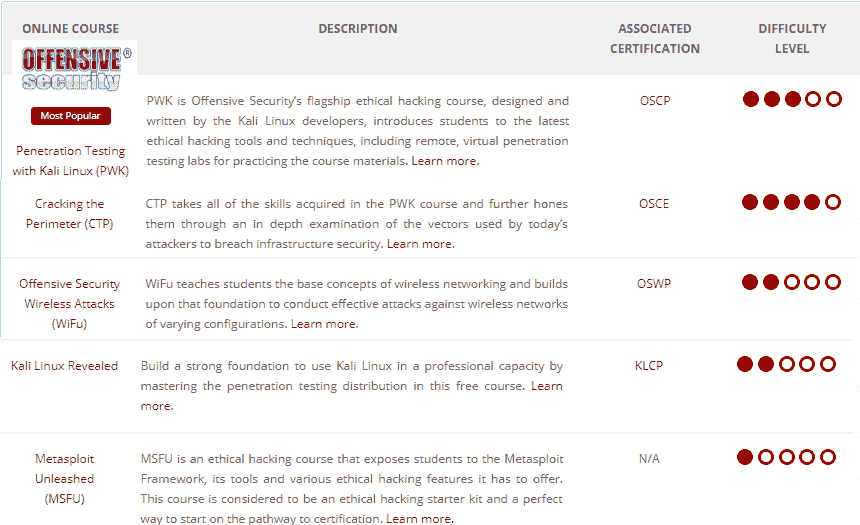 ONLINE COURSE
DESCRIPTION
ASSOCIATED
CERTIFICATION
DIFFICULTY
LEVEL
OFFENSIVE®
security
Most Popular
Penetration Testing
with Kali Linux (PWK)
PWK is Offensive Security’s flagship ethical hacking course, designed and
written by the Kali Linux developers, introduces students to the latest
ethical hacking tools and techniques, including remote, virtual penetration
testing labs for practicing the course materials. Learn more.
OSCP
Cracking the
Perimeter (CTP)
CTP takes all of the skills acquired in the PWK course and further hones
them through an in depth examination of the vectors used by today’s
attackers to breach infrastructure security. Learn more.
OSCE
Offensive Security
Wireless Attacks
(WiFu)
WiFu teaches students the base concepts of wireless networking and builds
upon that foundation to conduct effective attacks against wireless networks
of varying configurations. Learn more.
OSWP
Kali Linux Revealed
Build a strong foundation to use Kali Linux in a professional capacity by
mastering the penetration testing distribution in this free course. Learn
more.
KLCP
Metasploit
Unleashed
(MSFU)
MSFU is an ethical hacking course that exposes students to the Metasploit
Framework, its tools and various ethical hacking features it has to offer.
This course is considered to be an ethical hacking starter kit and a perfect
way to start on the pathway to certification. Learn more.
N/A